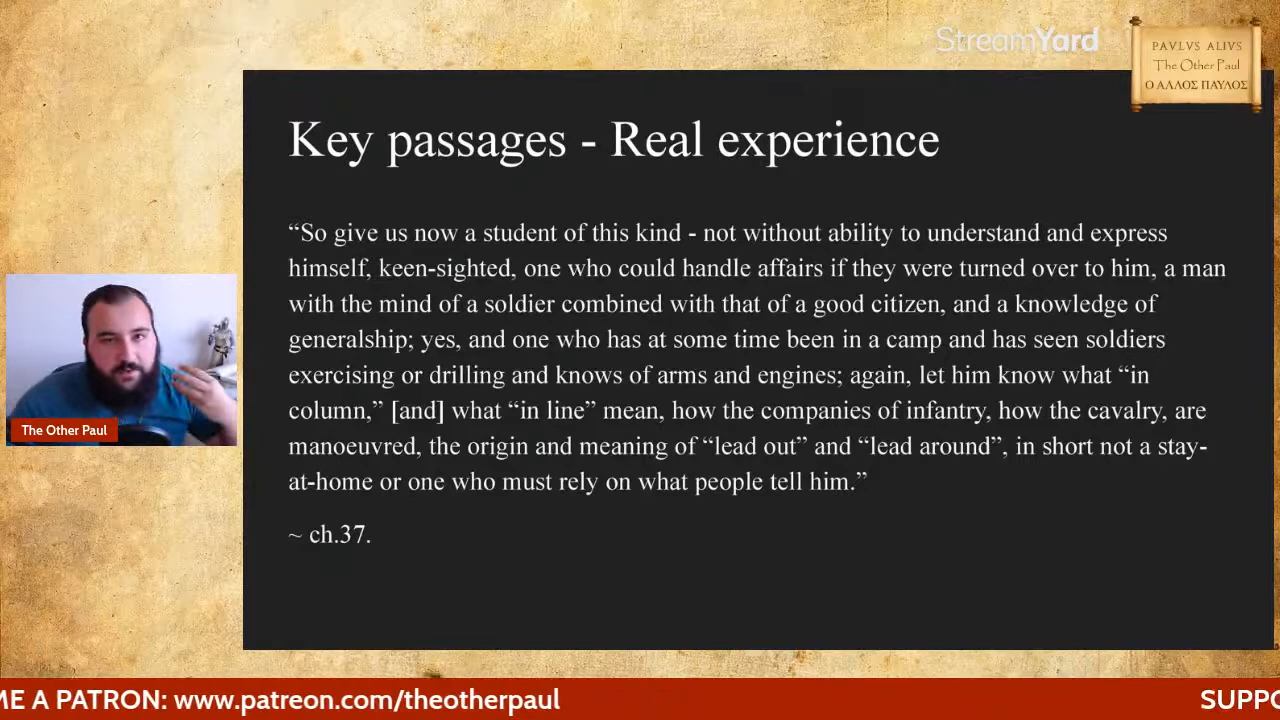 StreamYard
PAVLVS ALIVS
The Other Paul
Ο ΑΛΛΟΣ ΠΑΥΛΟΣ
Key passages - Real experience
“So give us now a student of this kind - not without ability to understand and express
himself, keen-sighted, one who could handle affairs if they were turned over to him, a man
with the mind of a soldier combined with that of a good citizen, and a knowledge of
generalship; yes, and one who has at some time been in a camp and has seen soldiers
exercising or drilling and knows of arms and engines; again, let him know what “in
column,” [and] what “in line” mean, how the companies of infantry, how the cavalry, are
manoeuvred, the origin and meaning of “lead out” and “lead around”, in short not a stay-
at-home or one who must rely on what people tell him.”
~ ch.37.
The Other Paul
ME A PATRON: www.patreon.com/theotherpaul
SUPPO